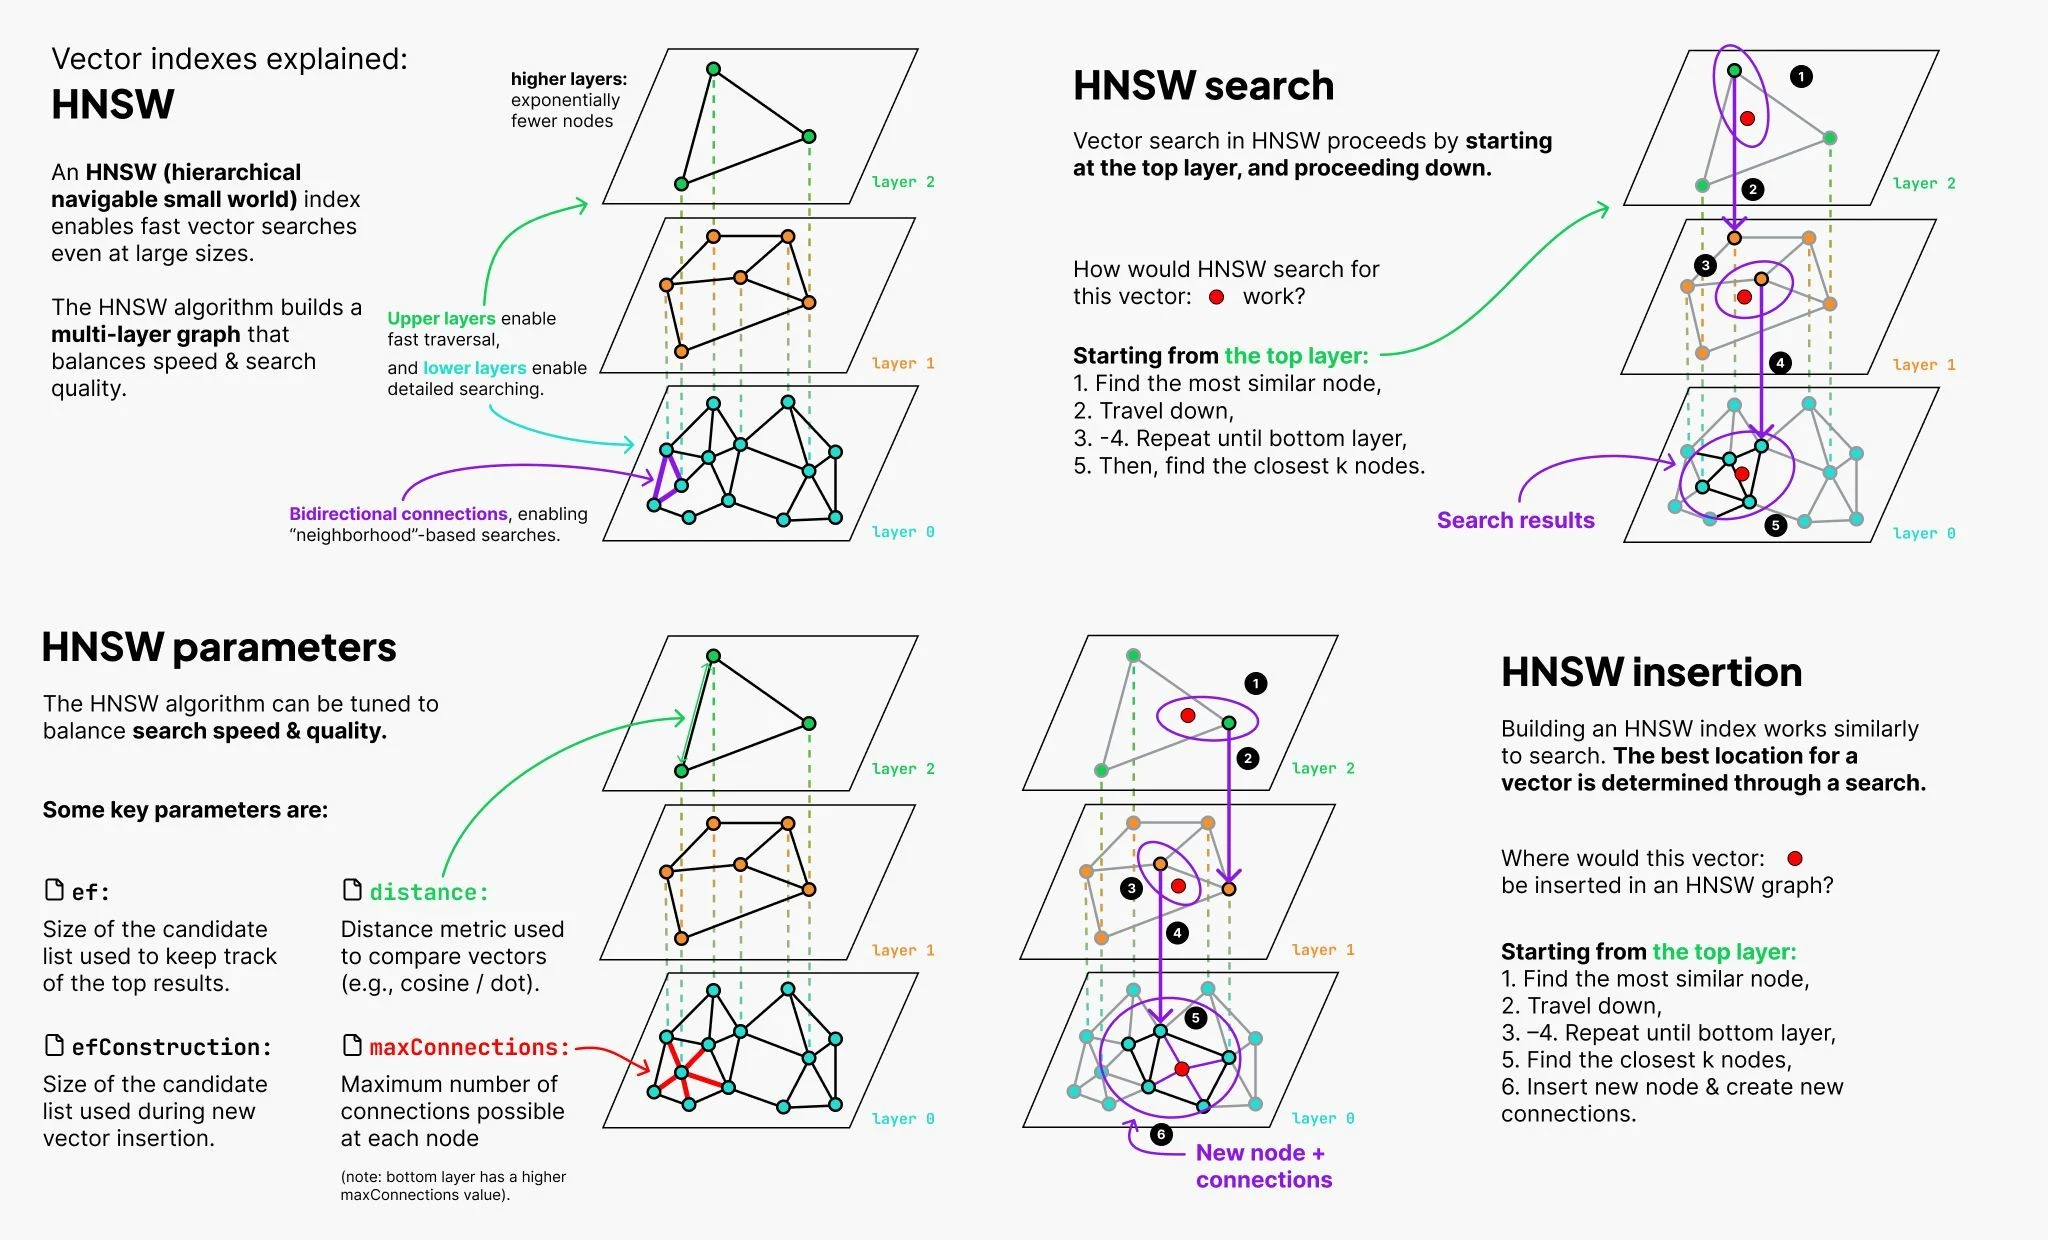 Vector indexes explained:
HNSW
An HNSW (hierarchical
navigable small world) index
enables fast vector searches
even at large sizes.
The HNSW algorithm builds a
multi-layer graph that
balances speed & search
quality.
higher layers:
exponentially
fewer nodes
Upper layers enable
fast traversal,
and lower layers enable
detailed searching.
Bidirectional connections, enabling
“neighborhood”-based searches.
layer 2
layer 1
layer 0
HNSW search
Vector search in HNSW proceeds by starting
at the top layer, and proceeding down.
How would HNSW search for
this vector: work?
Starting from the top layer:
1. Find the most similar node,
2. Travel down,
3. -4. Repeat until bottom layer,
5. Then, find the closest k nodes.
Search results
1
2
layer 2
3
4
layer 1
5
layer 0
HNSW parameters
The HNSW algorithm can be tuned to
balance search speed & quality.
Some key parameters are:
ef:
Size of the candidate
list used to keep track
of the top results.
distance:
Distance metric used
to compare vectors
(e.g., cosine / dot).
efConstruction:
Size of the candidate
list used during new
vector insertion.
maxConnections:
Maximum number of
connections possible
at each node
(note: bottom layer has a higher
maxConnections value).
layer 2
layer 1
layer 0
1
2
layer 2
3
4
layer 1
5
layer 0
6
New node +
connections
HNSW insertion
Building an HNSW index works similarly
to search. The best location for a
vector is determined through a search.
Where would this vector:
be inserted in an HNSW graph?
Starting from the top layer:
1. Find the most similar node,
2. Travel down,
3. –4. Repeat until bottom layer,
5. Find the closest k nodes,
6. Insert new node & create new
connections.